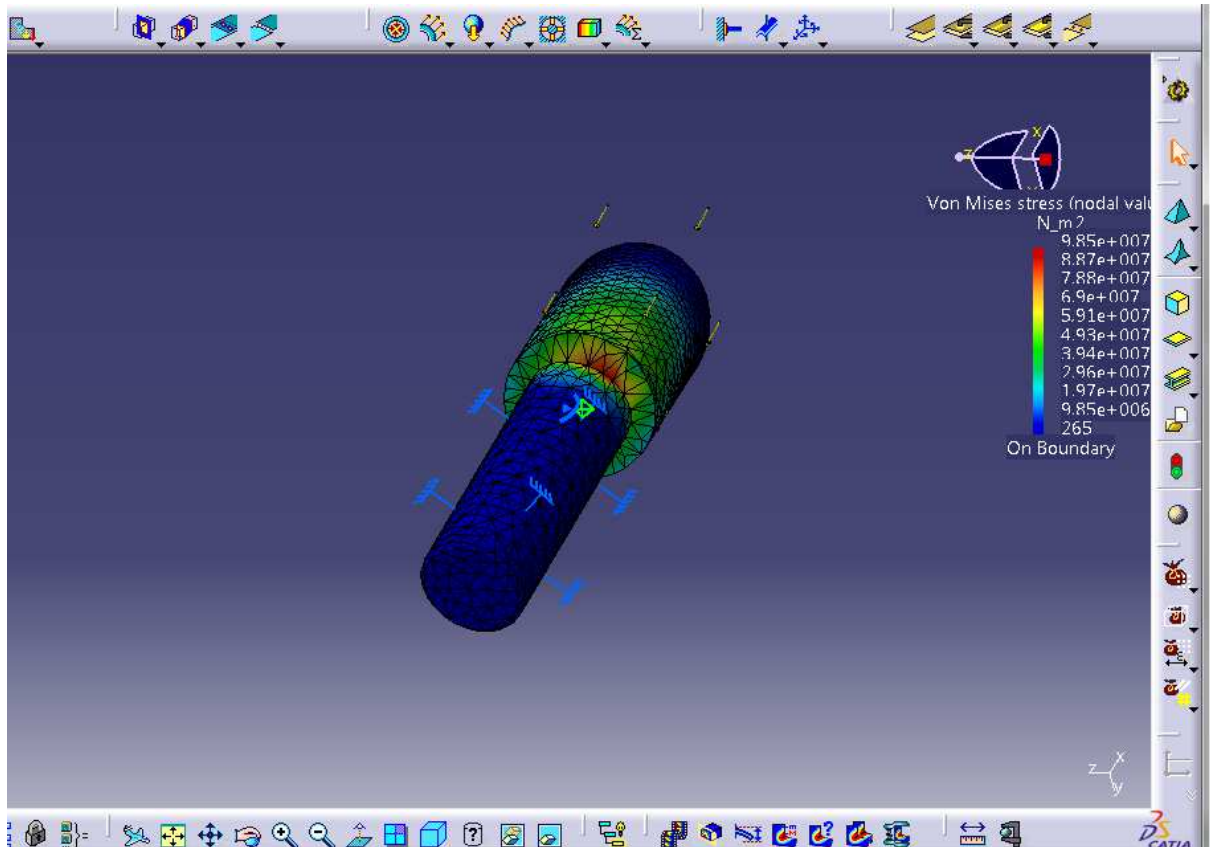 x
z
Von Mises stress (nodal valu
N_m2
9.85e+007
8.87e+007
7.88e+007
6.9e+007
5.91e+007
4.93e+007
3.94e+007
2.96e+007
1.97e+007
9.85e+006
265
On Boundary
x
z
y
CATIA